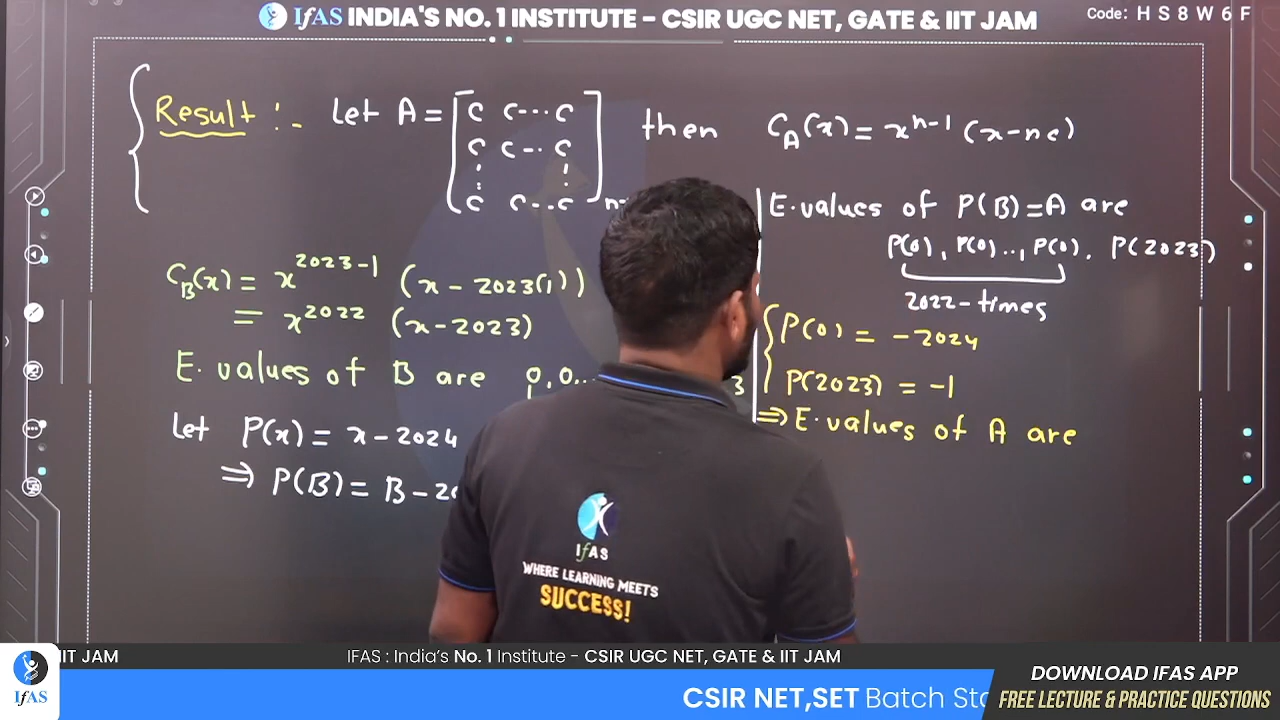 IfAS INDIA'S NO. 1 INSTITUTE - CSIR UGC NET, GATE & IIT JAM
Code: H S 8 W 6 F
Result :- Let A = [c c ... c
c c .. c
⋮ ⋮
c c .. c] then C_A(x) = x^{n-1} (x - nc)
C_B(x) = x^{2023-1} (x - 2023(1))
= x^{2022} (x - 2023)
E. values of B are 0, 0 ..
Let P(x) = x - 2024
⇒ P(B) = B -
E. values of P(B) = A are
P(0), P(0) .., P(0), P(2023)
2022 - times
P(0) = -2024
P(2023) = -1
⇒ E. values of A are
IfAS
WHERE LEARNING MEETS
SUCCESS!
IIT JAM
IFAS : India's No. 1 Institute - CSIR UGC NET, GATE & IIT JAM
IfAS
CSIR NET,SET Batch
DOWNLOAD IFAS APP
FREE LECTURE & PRACTICE QUESTIONS